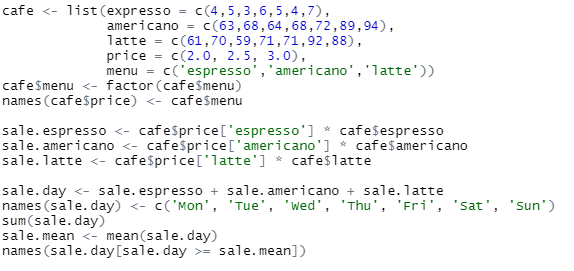 cafe <- list(expresso = c(4,5,3,6,5,4,7),
americano = c(63,68,64,68,72,89,94),
latte = c(61,70,59,71,71,92,88),
price = c(2.0, 2.5, 3.0),
menu = c('espresso','americano','latte'))
cafe$menu <- factor(cafe$menu)
names(cafe$price) <- cafe$menu

sale.espresso <- cafe$price['espresso'] * cafe$espresso
sale.americano <- cafe$price['americano'] * cafe$americano
sale.latte <- cafe$price['latte'] * cafe$latte

sale.day <- sale.espresso + sale.americano + sale.latte
names(sale.day) <- c('Mon', 'Tue', 'Wed', 'Thu', 'Fri', 'Sat', 'Sun')
sum(sale.day)
sale.mean <- mean(sale.day)
names(sale.day[sale.day >= sale.mean])